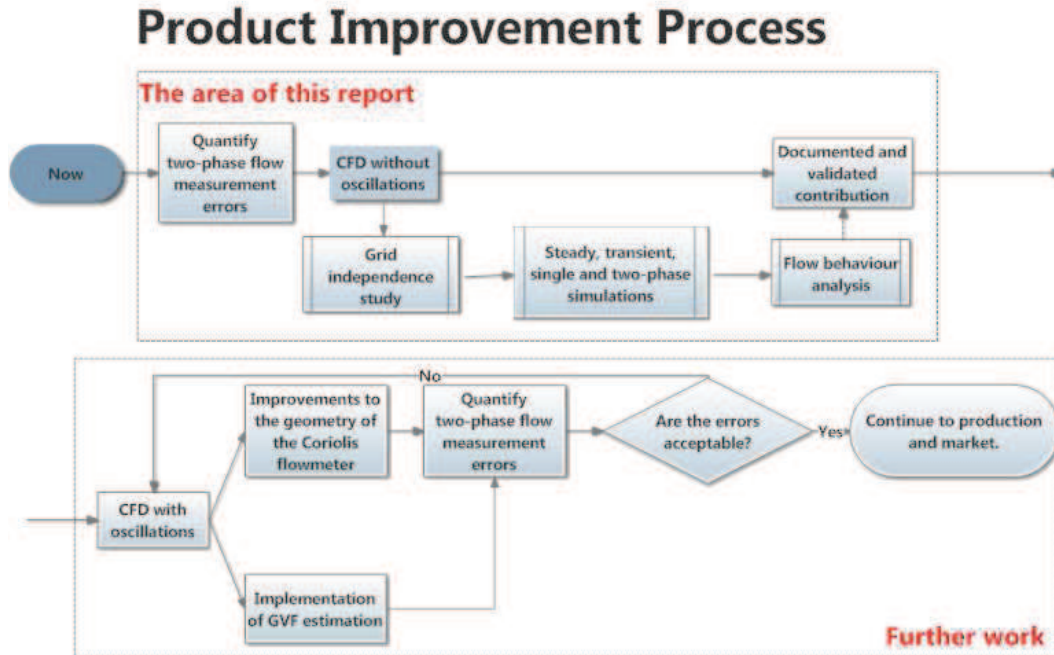 Product Improvement Process
The area of this report
Now
Quantify
two-phase flow
measurement
errors
CFD without
oscillations
Documented and
validated
contribution
Grid
independence
study
Steady, transient,
single and two-phase
simulations
Flow behaviour
analysis
No
Improvements to
the geometry of
the Coriolis
flowmeter
Quantify
two-phase flow
measurement
errors
Are the errors
acceptable?
Yes
Continue to production
and market.
CFD with
oscillations
Implementation
of GVF estimation
Further work